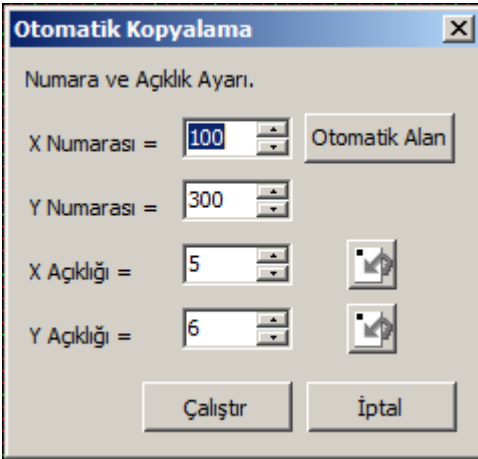 Otomatik Kopyalama
Numara ve Açıklık Ayarı.
X Numarası = 100 Otomatik Alan
Y Numarası = 300
X Açıklığı = 5
Y Açıklığı = 6
Çalıştır İptal